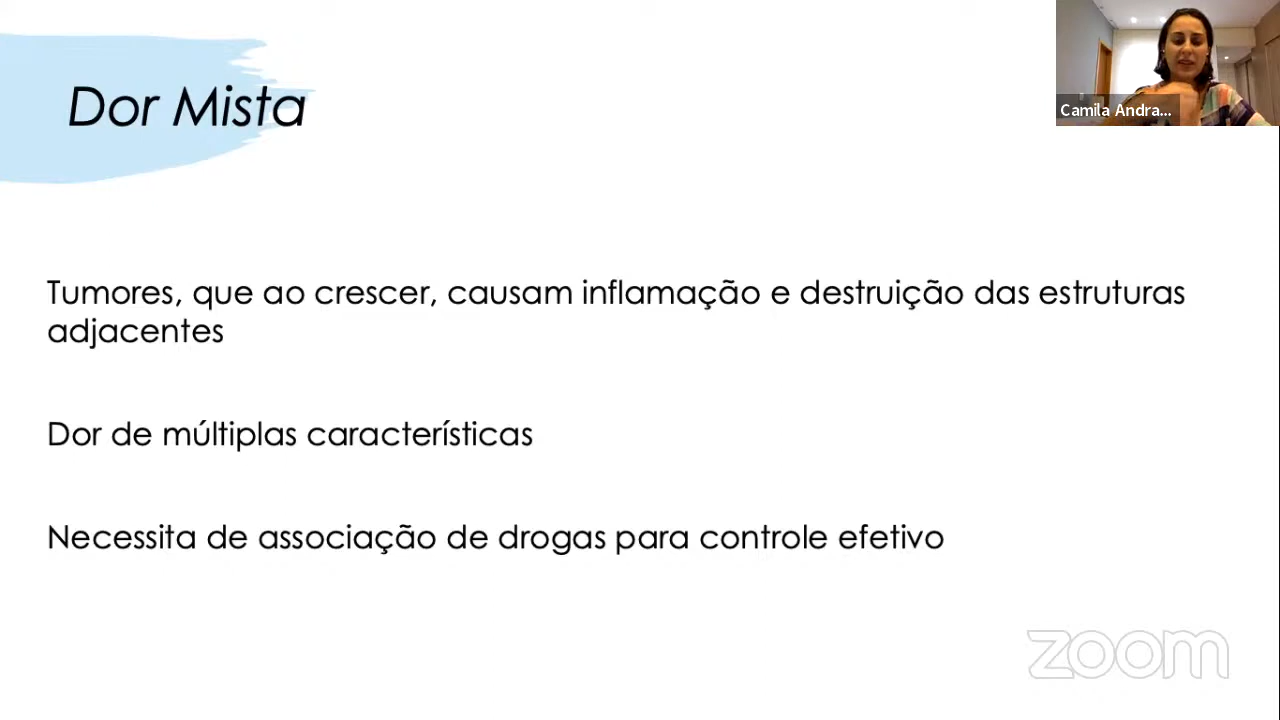 Dor Mista
Camila Andra...
Tumores, que ao crescer, causam inflamação e destruição das estruturas
adjacentes
Dor de múltiplas características
Necessita de associação de drogas para controle efetivo
zoom